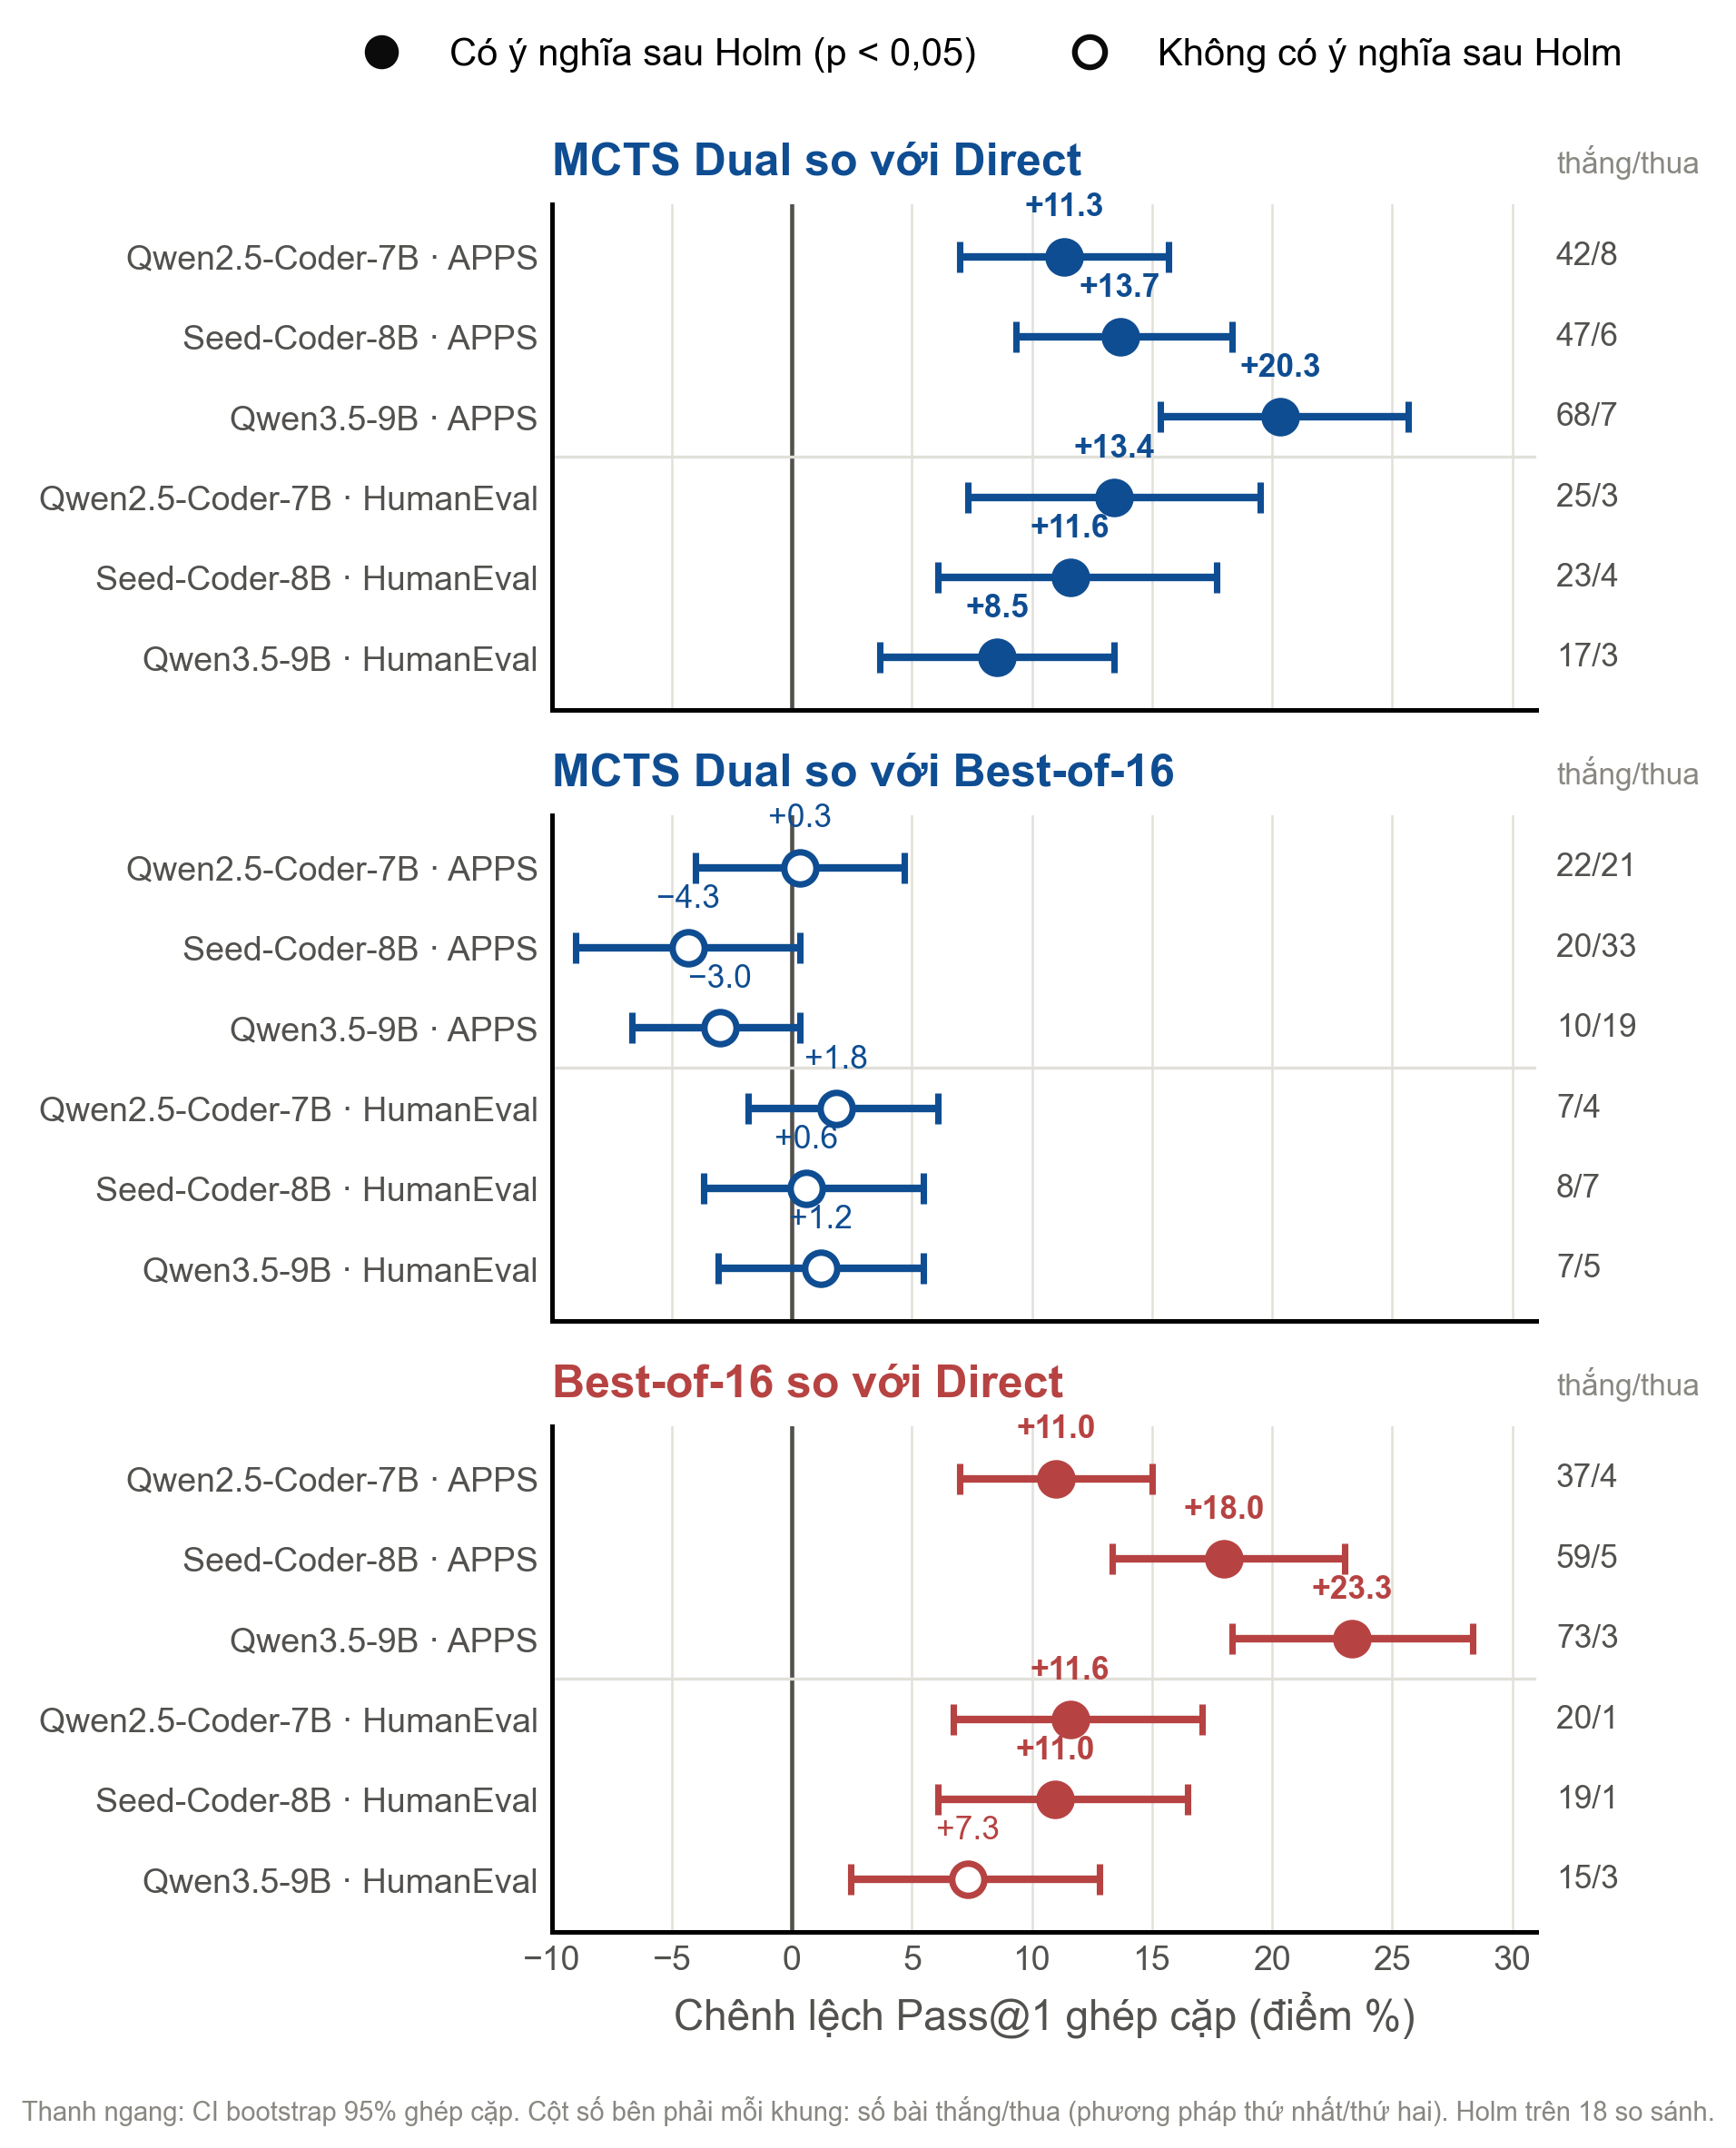 Có ý nghĩa sau Holm (p < 0,05)
Không có ý nghĩa sau Holm
MCTS Dual so với Direct
thắng/thua
+11.3
Qwen2.5-Coder-7B · APPS
42/8
+13.7
Seed-Coder-8B · APPS
47/6
+20.3
Qwen3.5-9B · APPS
68/7
+13.4
Qwen2.5-Coder-7B · HumanEval
25/3
+11.6
Seed-Coder-8B · HumanEval
23/4
+8.5
Qwen3.5-9B · HumanEval
17/3
MCTS Dual so với Best-of-16
thắng/thua
+0.3
Qwen2.5-Coder-7B · APPS
22/21
−4.3
Seed-Coder-8B · APPS
20/33
−3.0
Qwen3.5-9B · APPS
10/19
+1.8
Qwen2.5-Coder-7B · HumanEval
7/4
+0.6
Seed-Coder-8B · HumanEval
8/7
+1.2
Qwen3.5-9B · HumanEval
7/5
Best-of-16 so với Direct
thắng/thua
+11.0
Qwen2.5-Coder-7B · APPS
37/4
+18.0
Seed-Coder-8B · APPS
59/5
+23.3
Qwen3.5-9B · APPS
73/3
+11.6
Qwen2.5-Coder-7B · HumanEval
20/1
+11.0
Seed-Coder-8B · HumanEval
19/1
+7.3
Qwen3.5-9B · HumanEval
15/3
−10 −5 0 5 10 15 20 25 30
Chênh lệch Pass@1 ghép cặp (điểm %)
Thanh ngang: CI bootstrap 95% ghép cặp. Cột số bên phải mỗi khung: số bài thắng/thua (phương pháp thứ nhất/thứ hai). Holm trên 18 so sánh.